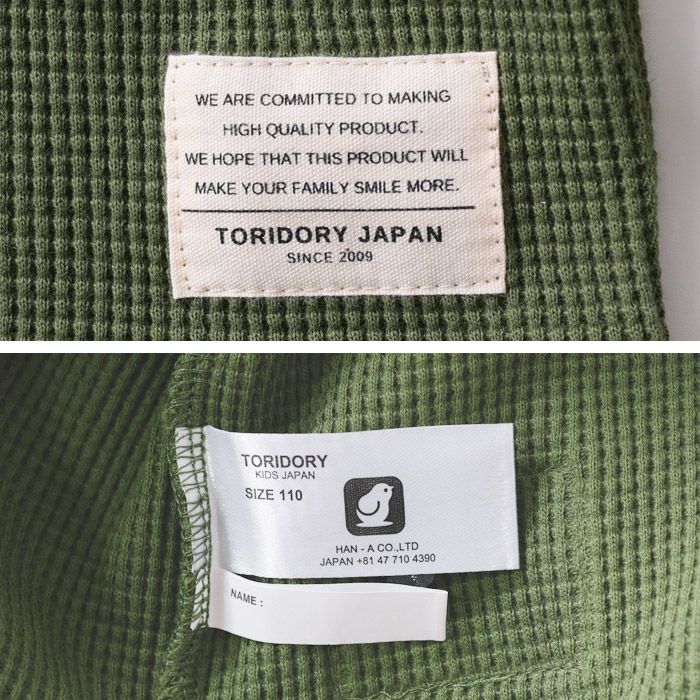 WE ARE COMMITTED TO MAKING
HIGH QUALITY PRODUCT.
WE HOPE THAT THIS PRODUCT WILL
MAKE YOUR FAMILY SMILE MORE.
TORIDORY JAPAN
SINCE 2009
TORIDORY
KIDS JAPAN
SIZE 110
HAN - A CO.,LTD
JAPAN +81 47 710 4390
NAME :